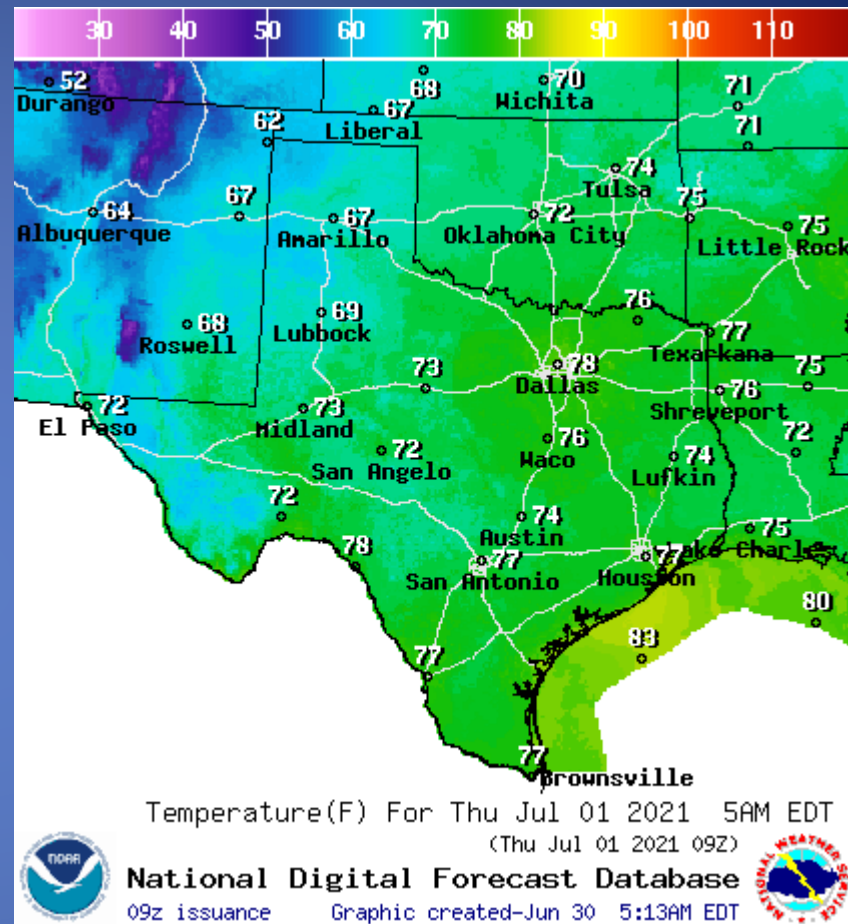 30 40 50 60 70 80 90 100 110
52
Durango
68
70
Wichita
71
67
Liberal
62
71
74
Tulsa
64
Albuquerque
67
67
Amarillo
72
Oklahoma City
75
75
Little Rock
68
Roswell
69
Lubbock
76
77
Texarkana
73
78
Dallas
75
76
Shreveport
72
El Paso
73
Midland
72
San Angelo
76
Waco
74
Lufkin
72
72
74
Austin
75
Lake Charles
78
77
San Antonio
77
Houston
80
83
77
77
Brownsville
Temperature(F) For Thu Jul 01 2021 5AM EDT
(Thu Jul 01 2021 09Z)
NOAA
National Digital Forecast Database
09z issuance Graphic created-Jun 30 5:13AM EDT
NATIONAL WEATHER SERVICE